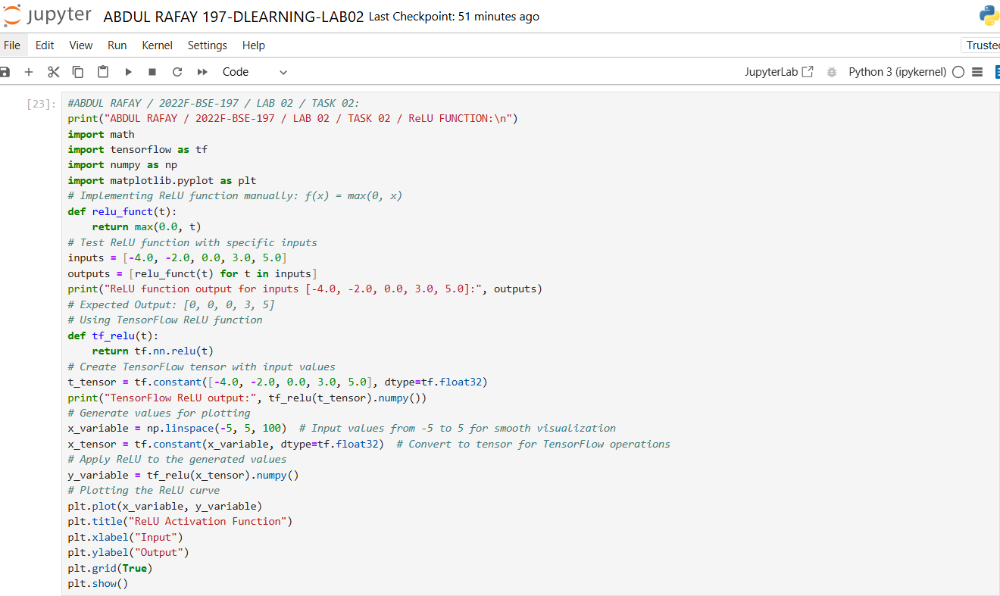 jupyter ABDUL RAFAY 197-DLEARNING-LAB02 Last Checkpoint: 51 minutes ago
File Edit View Run Kernel Settings Help Trusted
Code JupyterLab Python 3 (ipykernel)
[23]: #ABDUL RAFAY / 2022F-BSE-197 / LAB 02 / TASK 02:
print("ABDUL RAFAY / 2022F-BSE-197 / LAB 02 / TASK 02 / ReLU FUNCTION:\n")
import math
import tensorflow as tf
import numpy as np
import matplotlib.pyplot as plt
# Implementing ReLU function manually: f(x) = max(0, x)
def relu_funct(t):
    return max(0.0, t)
# Test ReLU function with specific inputs
inputs = [-4.0, -2.0, 0.0, 3.0, 5.0]
outputs = [relu_funct(t) for t in inputs]
print("ReLU function output for inputs [-4.0, -2.0, 0.0, 3.0, 5.0]:", outputs)
# Expected Output: [0, 0, 0, 3, 5]
# Using TensorFlow ReLU function
def tf_relu(t):
    return tf.nn.relu(t)
# Create TensorFlow tensor with input values
t_tensor = tf.constant([-4.0, -2.0, 0.0, 3.0, 5.0], dtype=tf.float32)
print("TensorFlow ReLU output:", tf_relu(t_tensor).numpy())
# Generate values for plotting
x_variable = np.linspace(-5, 5, 100)  # Input values from -5 to 5 for smooth visualization
x_tensor = tf.constant(x_variable, dtype=tf.float32)  # Convert to tensor for TensorFlow operations
# Apply ReLU to the generated values
y_variable = tf_relu(x_tensor).numpy()
# Plotting the ReLU curve
plt.plot(x_variable, y_variable)
plt.title("ReLU Activation Function")
plt.xlabel("Input")
plt.ylabel("Output")
plt.grid(True)
plt.show()